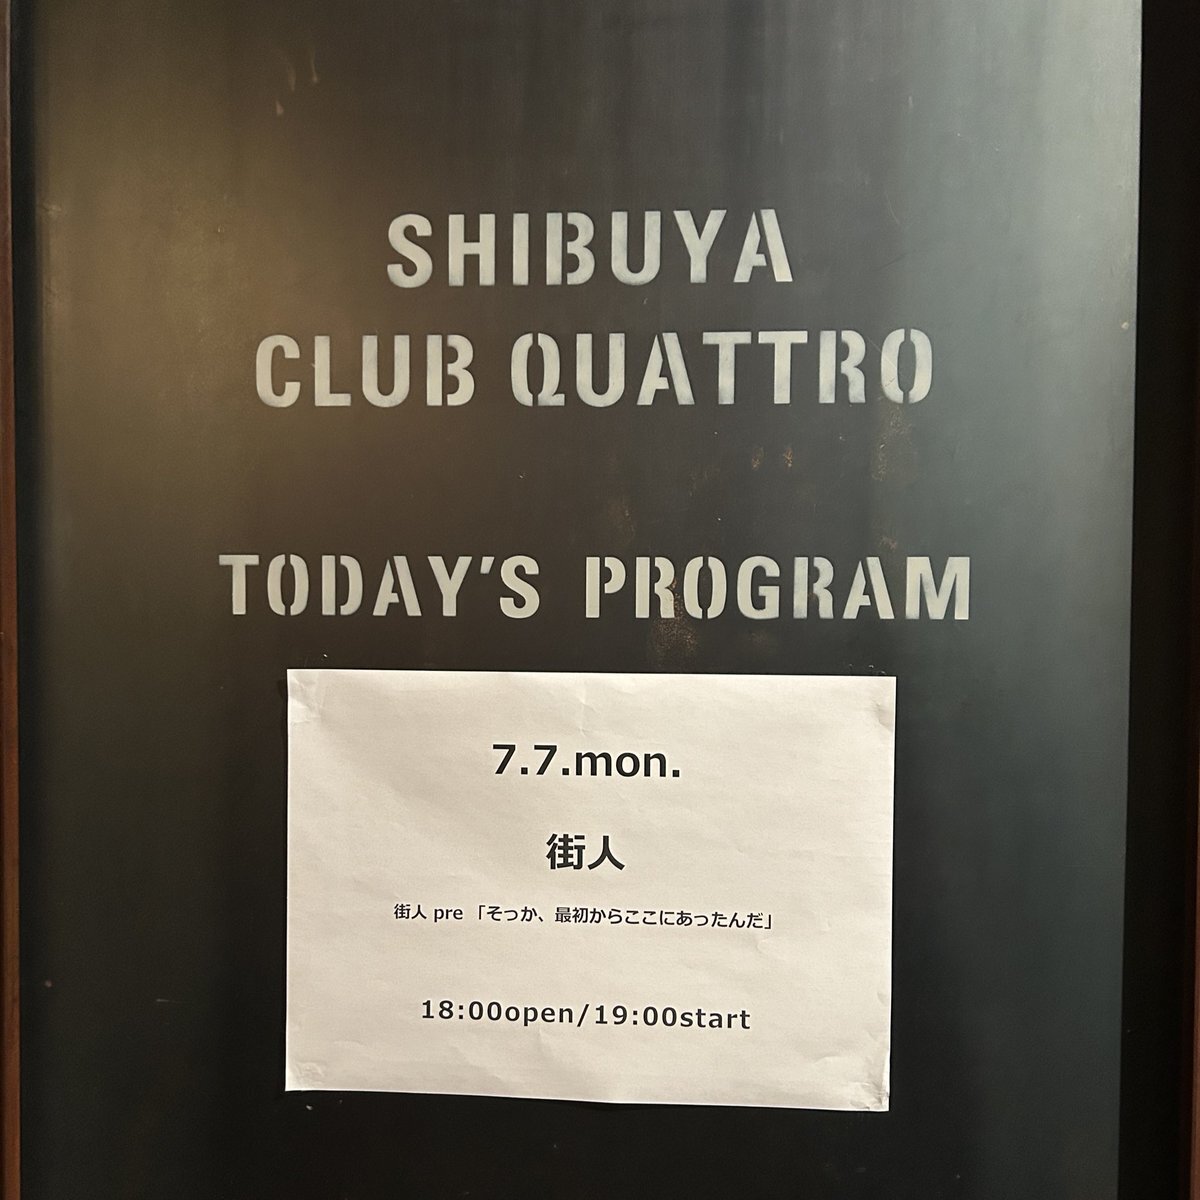 SHIBUYA
CLUB QUATTRO
TODAY'S PROGRAM
7.7.mon.
街人
街人 pre 「そっか、最初からここにあったんだ」
18:00open/19:00start